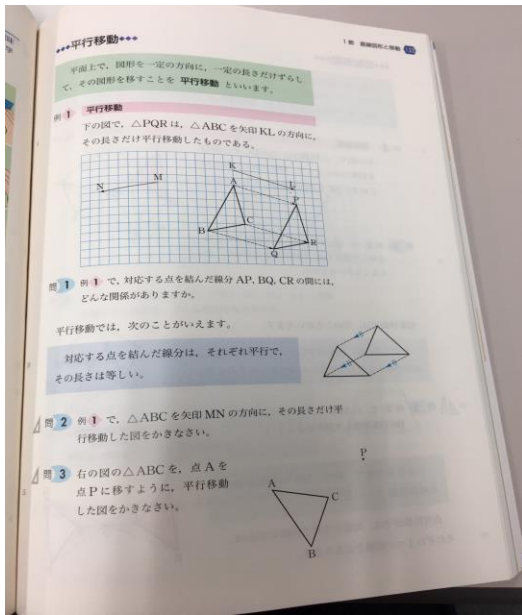 1節 基礎図形と移動
平行移動
平面上で,図形を一定の方向に,一定の長さだけずらし
て,その図形を移すことを 平行移動 といいます。
例 1 平行移動
下の図で,△PQR は,△ABC を矢印 KL の方向に,
その長さだけ平行移動したものである。
K
M
N
L
A
P
C
B
R
Q
問 1 例 1 で,対応する点を結んだ線分 AP, BQ, CR の間には,
どんな関係がありますか。
平行移動では,次のことがいえます。
対応する点を結んだ線分は,それぞれ平行で,
その長さは等しい。
問 2 例 1 で,△ABC を矢印 MN の方向に,その長さだけ平
行移動した図をかきなさい。
問 3 右の図の △ABC を,点 A を
点 P に移すように,平行移動
した図をかきなさい。
P
A
C
B